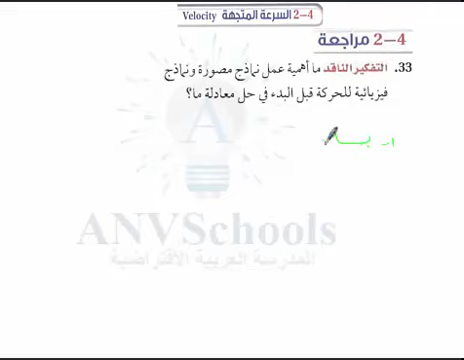 2-4 السرعة المتجهة Velocity
2-4 مراجعة
33. التفكير الناقد ما أهمية عمل نماذج مصورة ونماذج
فيزيائية للحركة قبل البدء في حل معادلة ما؟
ANVSchools
المدرسة العربية الافتراضية